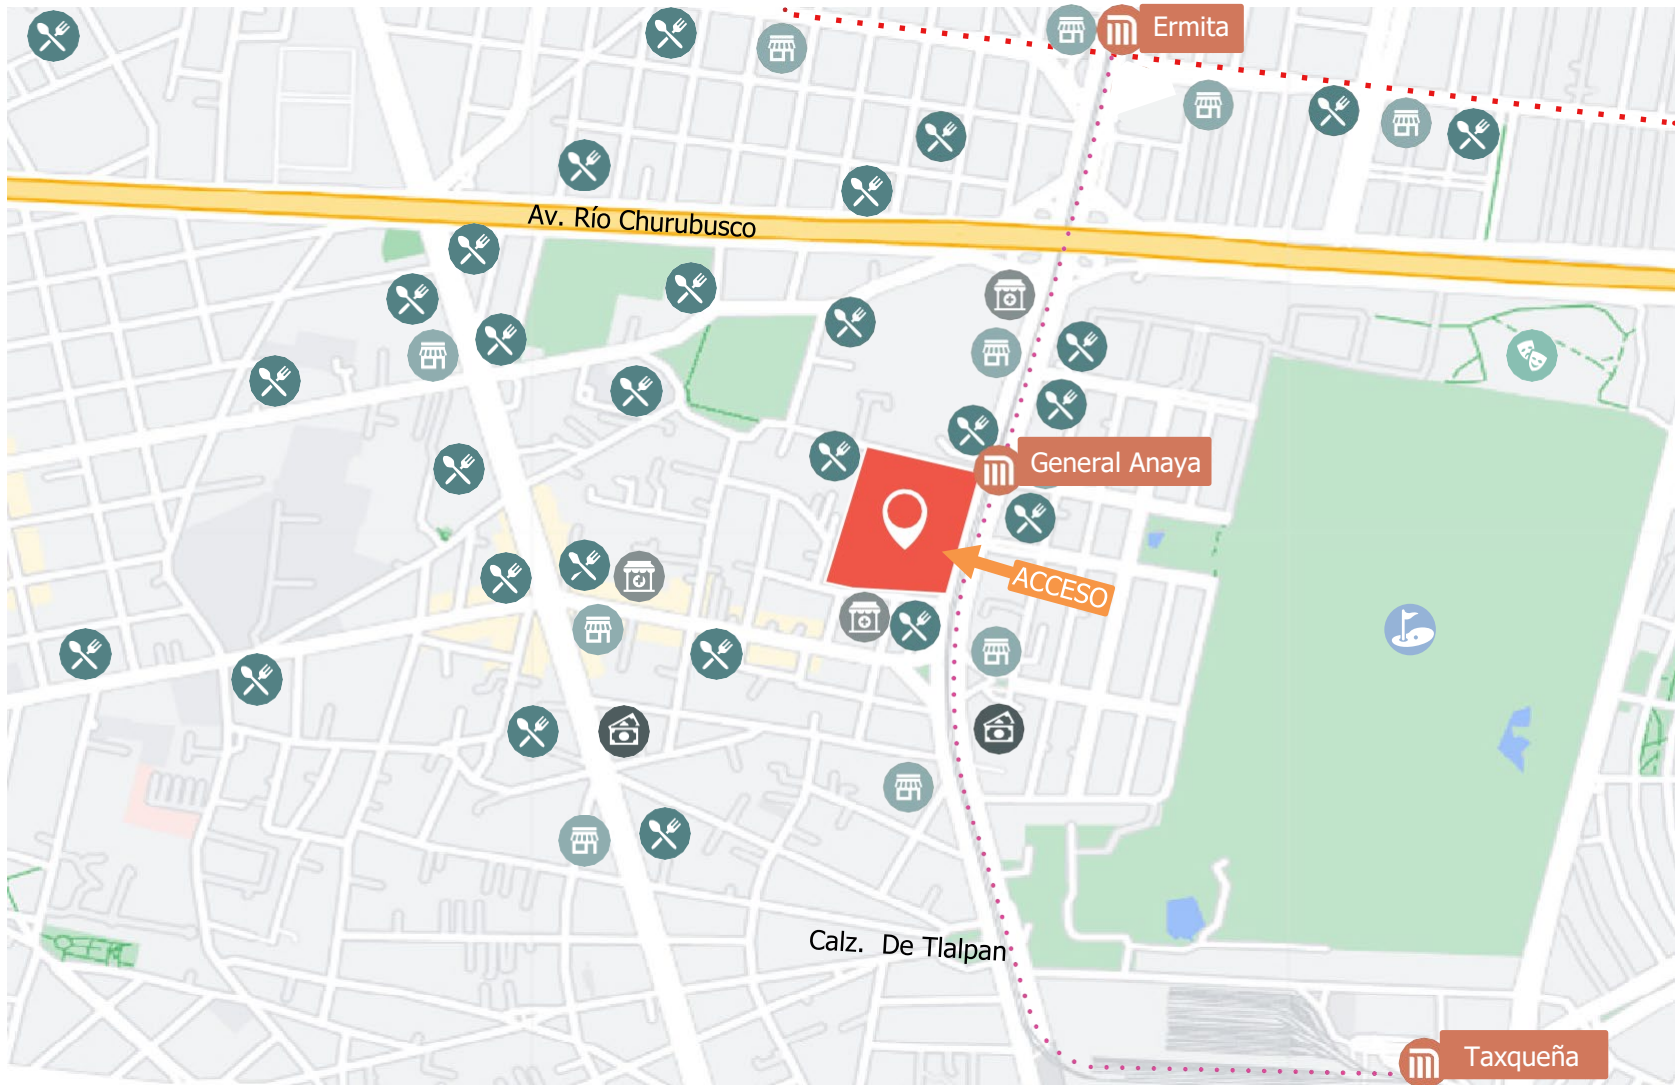 Ermita
Av. Río Churubusco
General Anaya
ACCESO
Calz. De Tlalpan
Taxqueña